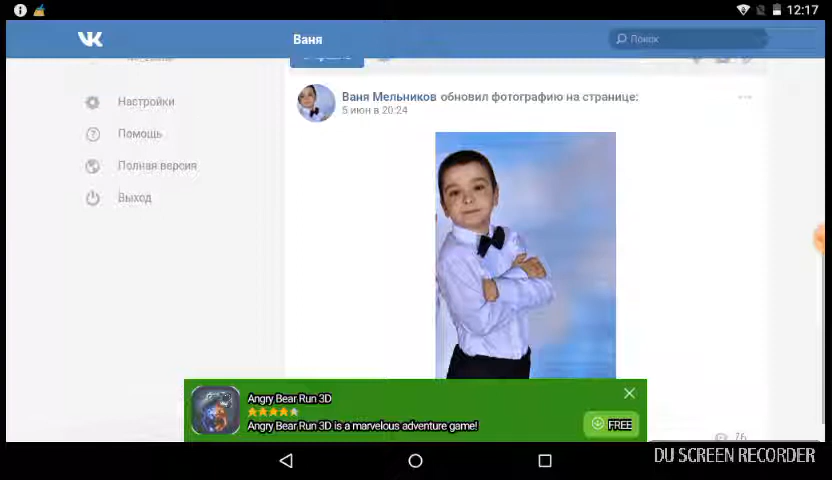 12:17
Ваня
Поиск
Настройки
Помощь
Полная версия
Выход
Ваня Мельников обновил фотографию на странице:
5 июн в 20:24
Angry Bear Run 3D
Angry Bear Run 3D is a marvelous adventure game!
FREE
DU SCREEN RECORDER